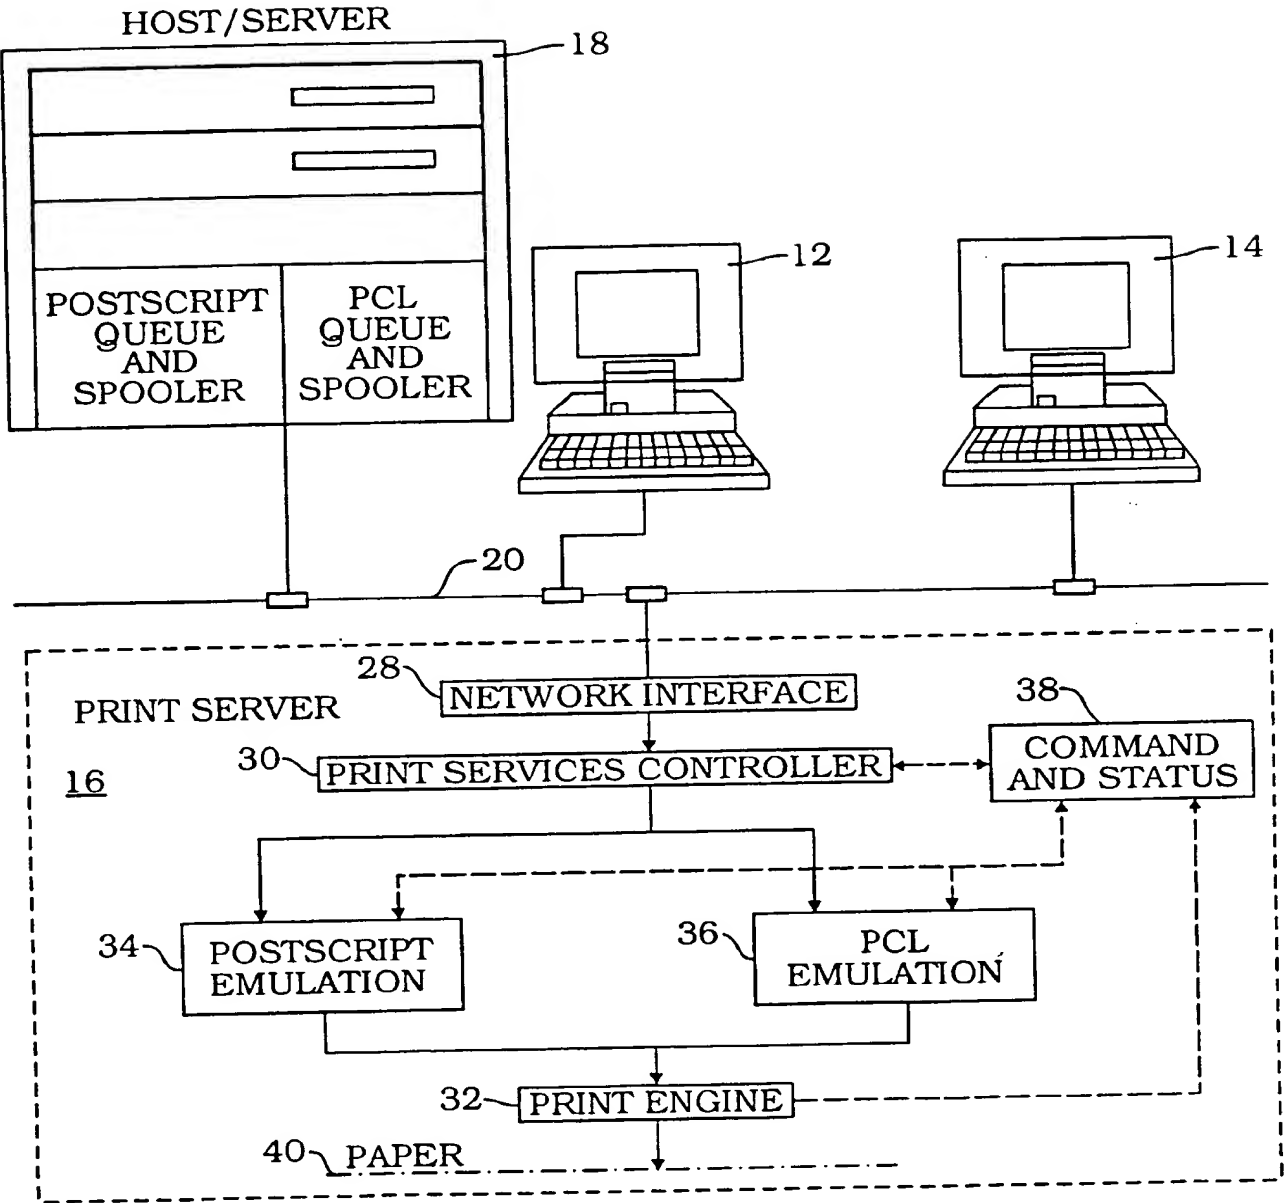 HOST/SERVER
18
POSTSCRIPT
QUEUE
AND
SPOOLER
PCL
QUEUE
AND
SPOOLER
12
14
20
PRINT SERVER
16
28
NETWORK INTERFACE
30
PRINT SERVICES CONTROLLER
38
COMMAND
AND STATUS
34
POSTSCRIPT
EMULATION
36
PCL
EMULATION
32
PRINT ENGINE
40
PAPER